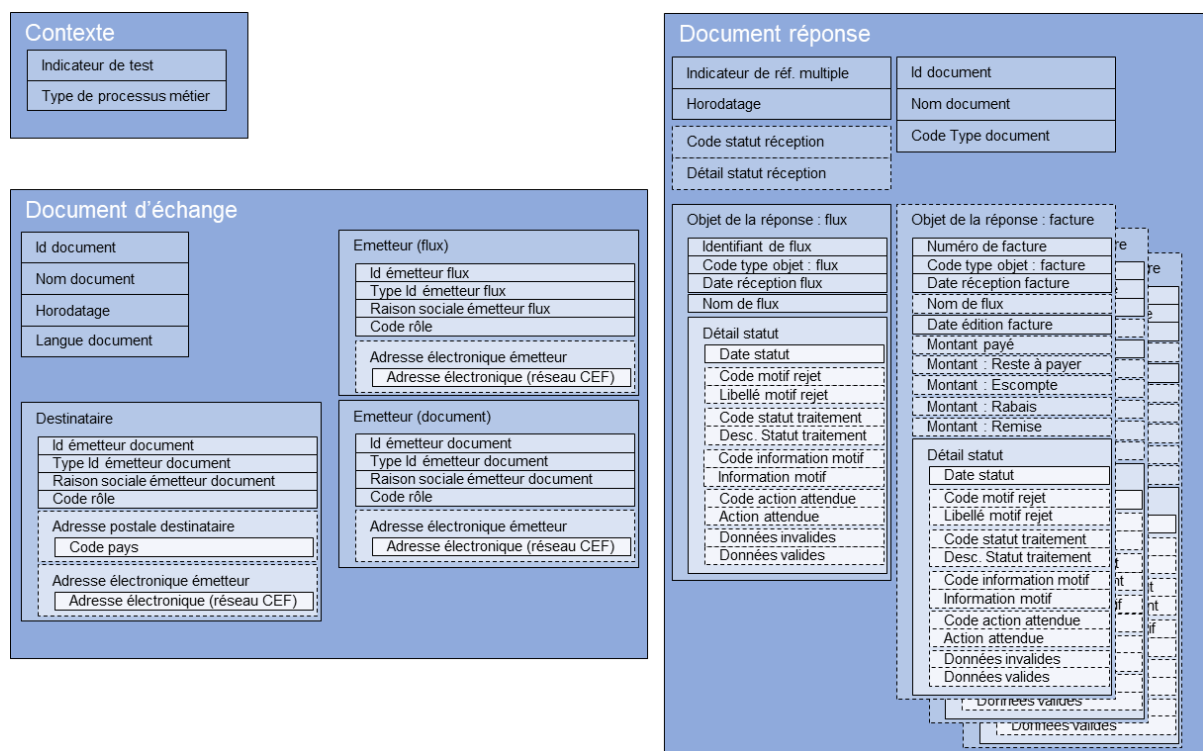 Contexte
Indicateur de test
Type de processus métier
Document d'échange
Id document
Nom document
Horodatage
Langue document
Emetteur (flux)
Id émetteur flux
Type Id émetteur flux
Raison sociale émetteur flux
Code rôle
Adresse électronique émetteur
Adresse électronique (réseau CEF)
Destinataire
Id émetteur document
Type Id émetteur document
Raison sociale émetteur document
Code rôle
Adresse postale destinataire
Code pays
Adresse électronique émetteur
Adresse électronique (réseau CEF)
Emetteur (document)
Id émetteur document
Type Id émetteur document
Raison sociale émetteur document
Code rôle
Adresse électronique émetteur
Adresse électronique (réseau CEF)
Document réponse
Indicateur de réf. multiple
Horodatage
Code statut réception
Détail statut réception
Id document
Nom document
Code Type document
Objet de la réponse : flux
Identifiant de flux
Code type objet : flux
Date réception flux
Nom de flux
Détail statut
Date statut
Code motif rejet
Libellé motif rejet
Code statut traitement
Desc. Statut traitement
Code information motif
Information motif
Code action attendue
Action attendue
Données invalides
Données valides
Objet de la réponse : facture
Numéro de facture
Code type objet : facture
Date réception facture
Nom de flux
Date édition facture
Montant payé
Montant : Reste à payer
Montant : Escompte
Montant : Rabais
Montant : Remise
Détail statut
Date statut
Code motif rejet
Libellé motif rejet
Code statut traitement
Desc. Statut traitement
Code information motif
Information motif
Code action attendue
Action attendue
Données invalides
Données valides
Données valides
Données valides